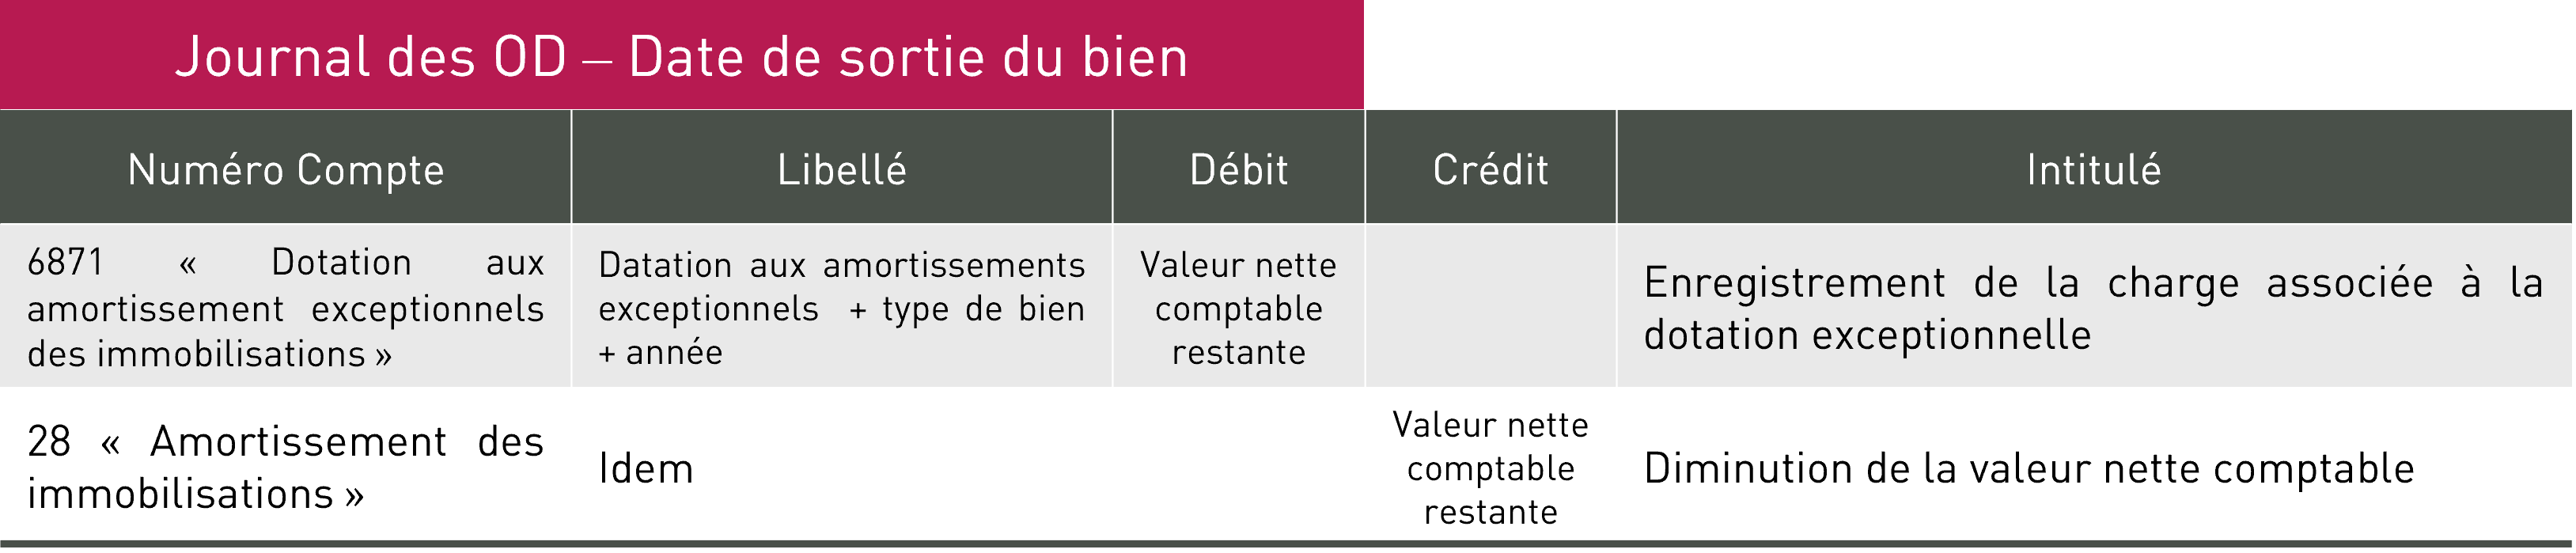 Journal des OD – Date de sortie du bien
Numéro Compte
Libellé
Débit
Crédit
Intitulé
6871 « Dotation aux
amortissement exceptionnels
des immobilisations »
Datation aux amortissements
exceptionnels + type de bien
+ année
Valeur nette
comptable
restante
Enregistrement de la charge associée à la
dotation exceptionnelle
28 « Amortissement des
immobilisations »
Idem
Valeur nette
comptable
restante
Diminution de la valeur nette comptable